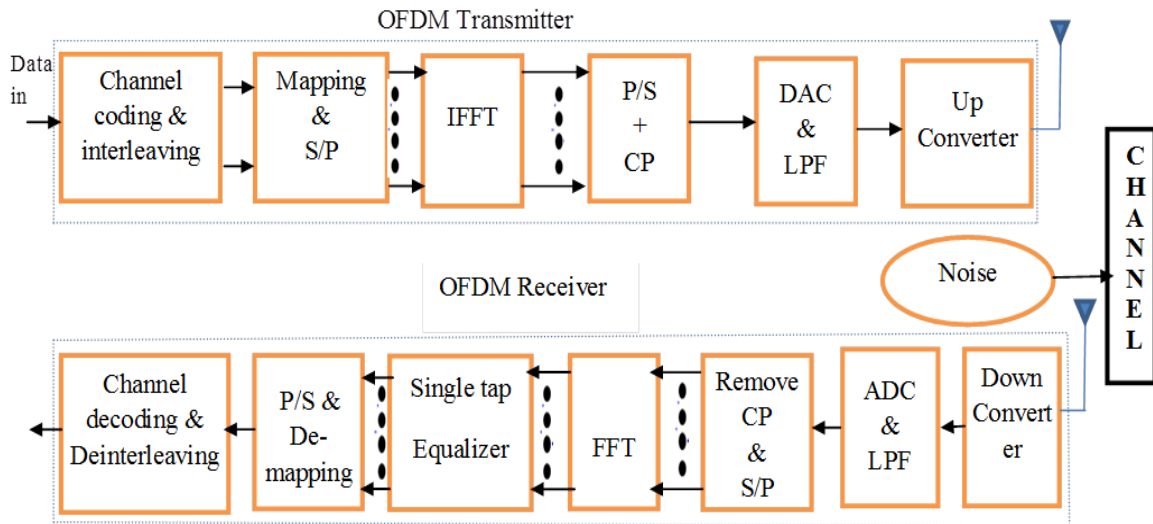 OFDM Transmitter
Data
in
Channel
coding &
interleaving
Mapping
&
S/P
IFFT
P/S
+
CP
DAC
&
LPF
Up
Converter
C
H
A
N
N
E
L
Noise
OFDM Receiver
Channel
decoding &
Deinterleaving
P/S &
De-
mapping
Single tap
Equalizer
FFT
Remove
CP
&
S/P
ADC
&
LPF
Down
Convert
er